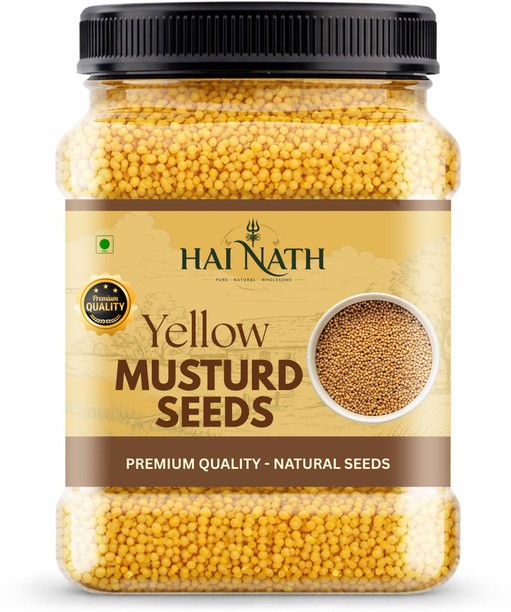 HAI NATH
PURE · NATURAL · WHOLESOME
Premium
QUALITY
Yellow
MUSTURD
SEEDS
PREMIUM QUALITY - NATURAL SEEDS